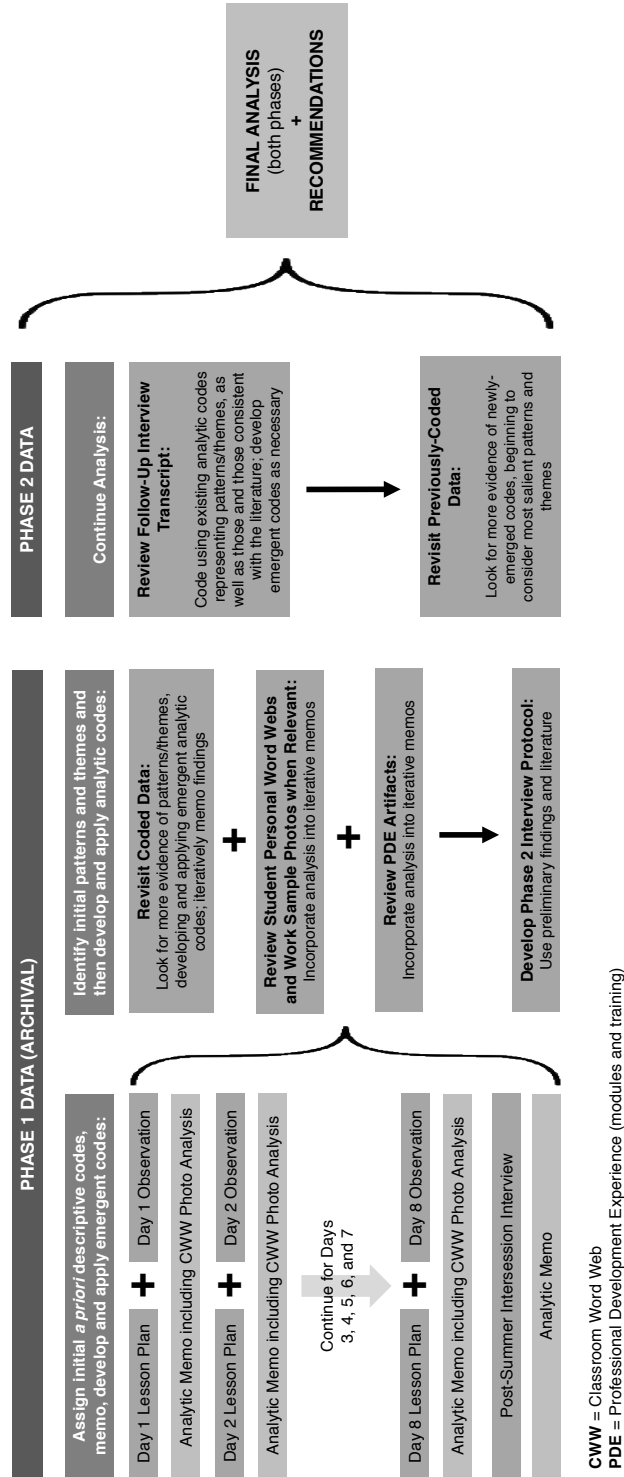 PHASE 1 DATA (ARCHIVAL)
Assign initial a priori descriptive codes,
memo, develop and apply emergent codes:
Day 1 Lesson Plan
+
Day 1 Observation
Analytic Memo including CWW Photo Analysis
Day 2 Lesson Plan
+
Day 2 Observation
Analytic Memo including CWW Photo Analysis
Continue for Days
3, 4, 5, 6, and 7
Day 8 Lesson Plan
+
Day 8 Observation
Analytic Memo including CWW Photo Analysis
Post-Summer Intersession Interview
Analytic Memo
Identify initial patterns and themes and
then develop and apply analytic codes:
Revisit Coded Data:
Look for more evidence of patterns/themes,
developing and applying emergent analytic
codes; iteratively memo findings
+
Review Student Personal Word Webs
and Work Sample Photos when Relevant:
Incorporate analysis into iterative memos
+
Review PDE Artifacts:
Incorporate analysis into iterative memos
Develop Phase 2 Interview Protocol:
Use preliminary findings and literature
PHASE 2 DATA
Continue Analysis:
Review Follow-Up Interview
Transcript:
Code using existing analytic codes
representing patterns/themes, as
well as those and those consistent
with the literature; develop
emergent codes as necessary
Revisit Previously-Coded
Data:
Look for more evidence of newly-
emerged codes, beginning to
consider most salient patterns and
themes
FINAL ANALYSIS
(both phases)
+
RECOMMENDATIONS
CWW = Classroom Word Web
PDE = Professional Development Experience (modules and training)